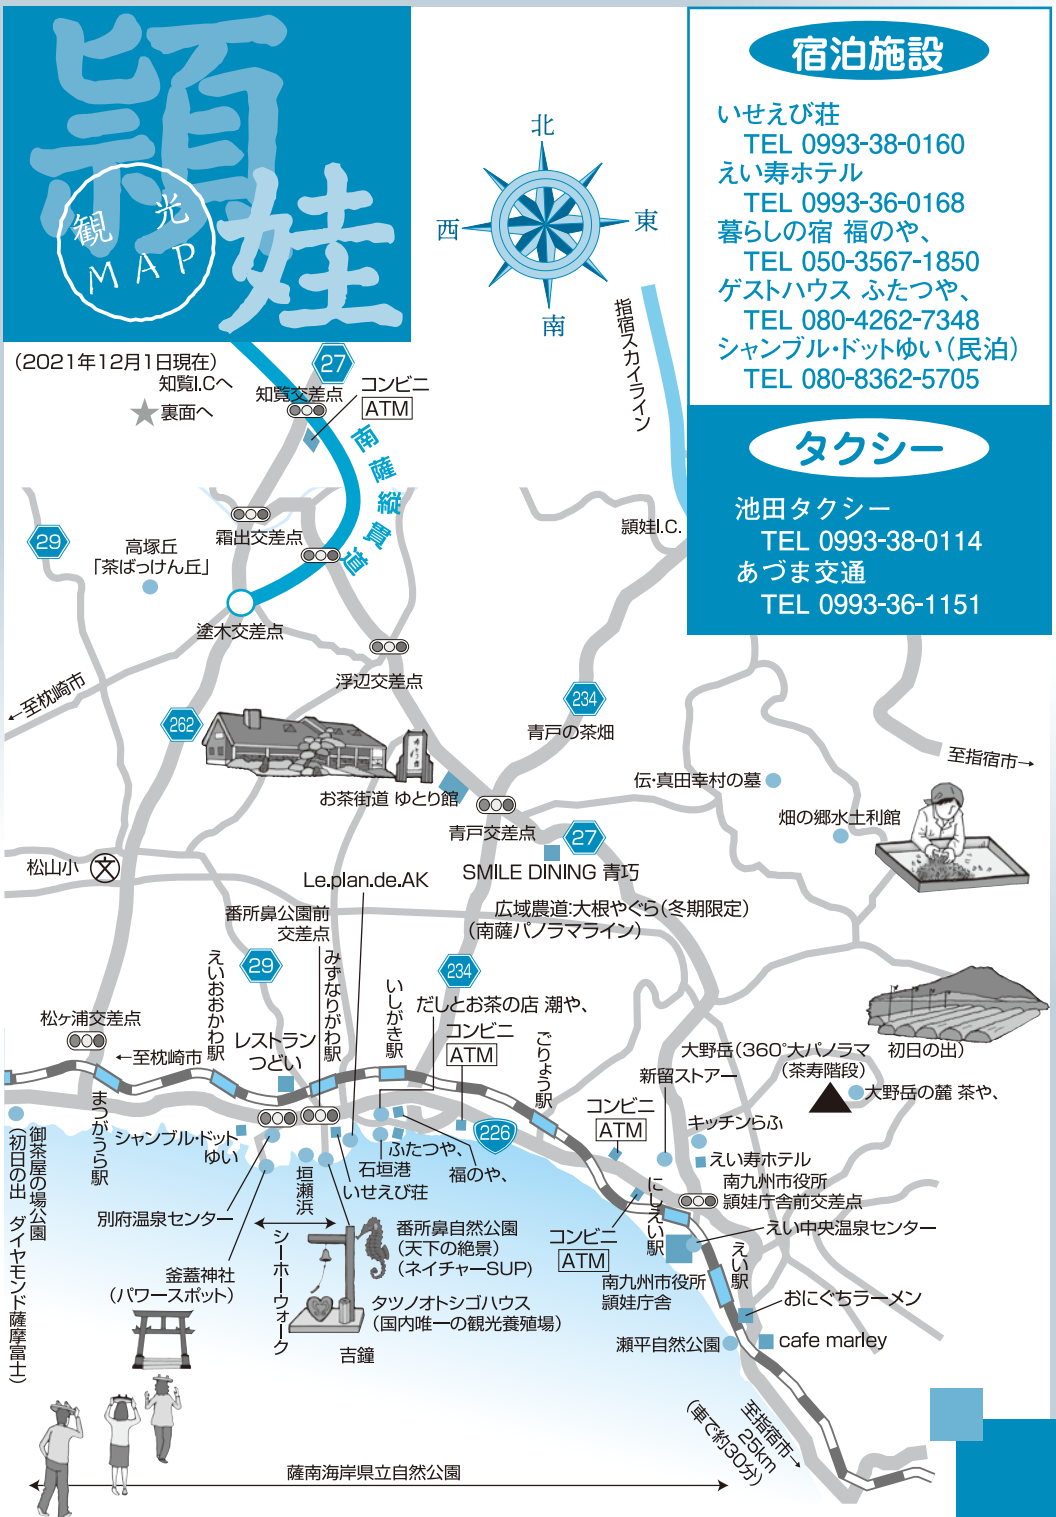 頴娃
観光
MAP
(2021年12月1日現在)
北
西
東
南
宿泊施設
いせえび荘
TEL 0993-38-0160
えい寿ホテル
TEL 0993-36-0168
暮らしの宿 福のや、
TEL 050-3567-1850
ゲストハウス ふたつや、
TEL 080-4262-7348
シャンブル・ドットゆい(民泊)
TEL 080-8362-5705
タクシー
池田タクシー
TEL 0993-38-0114
あづま交通
TEL 0993-36-1151
知覧I.Cへ
★裏面へ
27
知覧交差点
コンビニ
ATM
南薩縦貫道
指宿スカイライン
頴娃I.C.
29
高塚丘
「茶ばっけん丘」
霜出交差点
塗木交差点
←至枕崎市
浮辺交差点
262
234
青戸の茶畑
至指宿市→
お茶街道 ゆとり館
伝・真田幸村の墓
畑の郷水土利館
青戸交差点
27
SMILE DINING 青巧
松山小
文
Le.plan.de.AK
広域農道:大根やぐら(冬期限定)
(南薩パノラマライン)
番所鼻公園前
交差点
29
234
えいおおかわ駅
みずなりがわ駅
いしがき駅
だしとお茶の店 潮や、
コンビニ
ATM
松ヶ浦交差点
←至枕崎市
レストラン
つどい
ごりょう駅
大野岳(360°大パノラマ 初日の出)
(茶寿階段)
大野岳の麓 茶や、
新留ストアー
コンビニ
ATM
キッチンらふ
226
まつがうら駅
シャンブル・ドット
ゆい
ふたつや、
石垣港
福のや、
いせえび荘
えい寿ホテル
南九州市役所
頴娃庁舎前交差点
御茶屋の場公園
(初日の出 ダイヤモンド薩摩富士)
別府温泉センター
垣瀬浜
にしえい駅
コンビニ
ATM
えい中央温泉センター
えい駅
番所鼻自然公園
(天下の絶景)
(ネイチャーSUP)
シーホーウォーク
釜蓋神社
(パワースポット)
タツノオトシゴハウス
(国内唯一の観光養殖場)
吉鐘
南九州市役所
頴娃庁舎
おにぐちラーメン
瀬平自然公園
cafe marley
至指宿市→
25km
(車で約30分)
薩南海岸県立自然公園